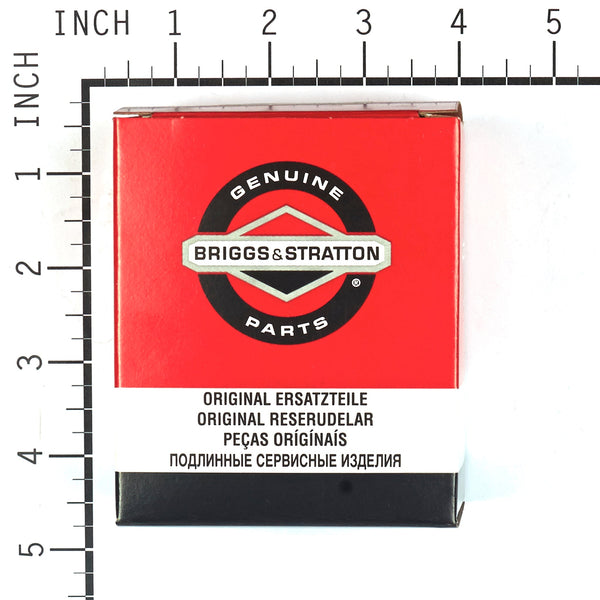 INCH 1 2 3 4 5
INCH
1
2
3
4
5
GENUINE
BRIGGS&STRATTON
®
PARTS
ORIGINAL ERSATZTEILE
ORIGINAL RESERUDELAR
PEÇAS ORÍGÍNAÍS
ПОДЛИННЫЕ СЕРВИСНЫЕ ИЗДЕЛИЯ